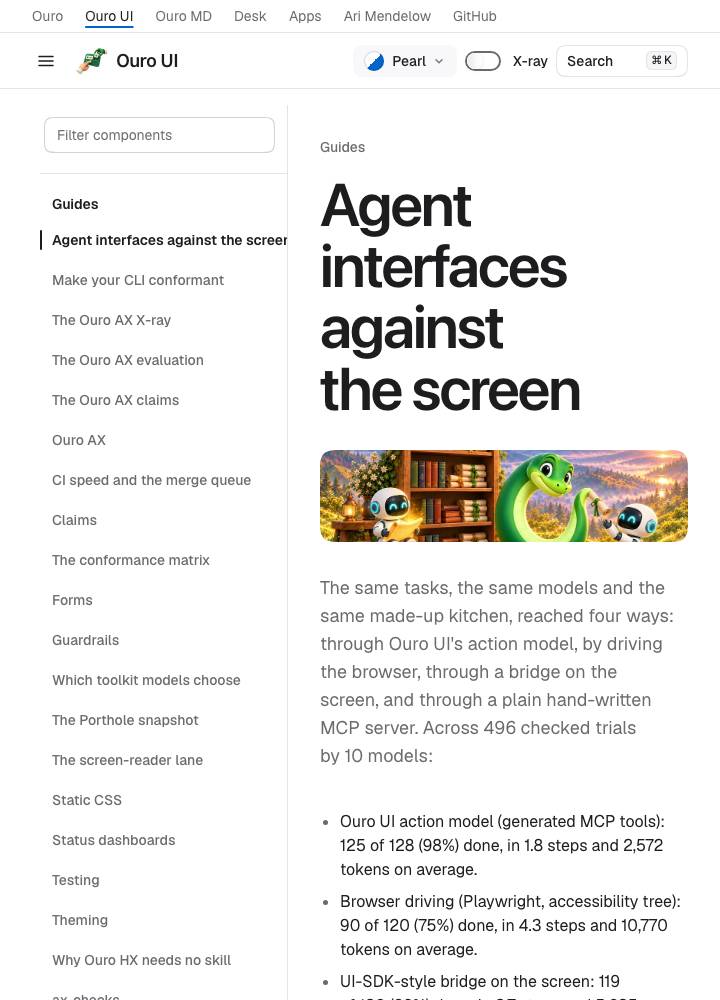 Ouro
Ouro UI
Ouro MD
Desk
Apps
Ari Mendelow
GitHub
Ouro UI
Pearl
X-ray
Search
⌘ K
Filter components
Guides
Agent interfaces against the screen
Make your CLI conformant
The Ouro AX X-ray
The Ouro AX evaluation
The Ouro AX claims
Ouro AX
CI speed and the merge queue
Claims
The conformance matrix
Forms
Guardrails
Which toolkit models choose
The Porthole snapshot
The screen-reader lane
Static CSS
Status dashboards
Testing
Theming
Why Ouro HX needs no skill
Guides
Agent
interfaces
against
the screen
The same tasks, the same models and the
same made-up kitchen, reached four ways:
through Ouro UI's action model, by driving
the browser, through a bridge on the
screen, and through a plain hand-written
MCP server. Across 496 checked trials
by 10 models:
Ouro UI action model (generated MCP tools):
125 of 128 (98%) done, in 1.8 steps and 2,572
tokens on average.
Browser driving (Playwright, accessibility tree):
90 of 120 (75%) done, in 4.3 steps and 10,770
tokens on average.
UI-SDK-style bridge on the screen: 119